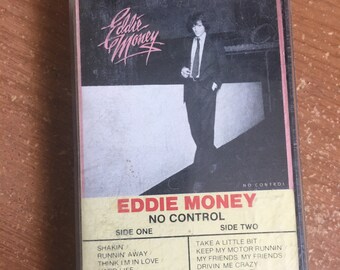 Eddie
Money
NO CONTROL
EDDIE MONEY
NO CONTROL
SIDE ONE SIDE TWO
SHAKIN' /
RUNNIN' AWAY /
THINK I'M IN LOVE /
LIFE /
TAKE A LITTLE BIT
KEEP MY MOTOR RUNNIN'
MY FRIENDS, MY FRIENDS
DRIVIN' ME CRAZY